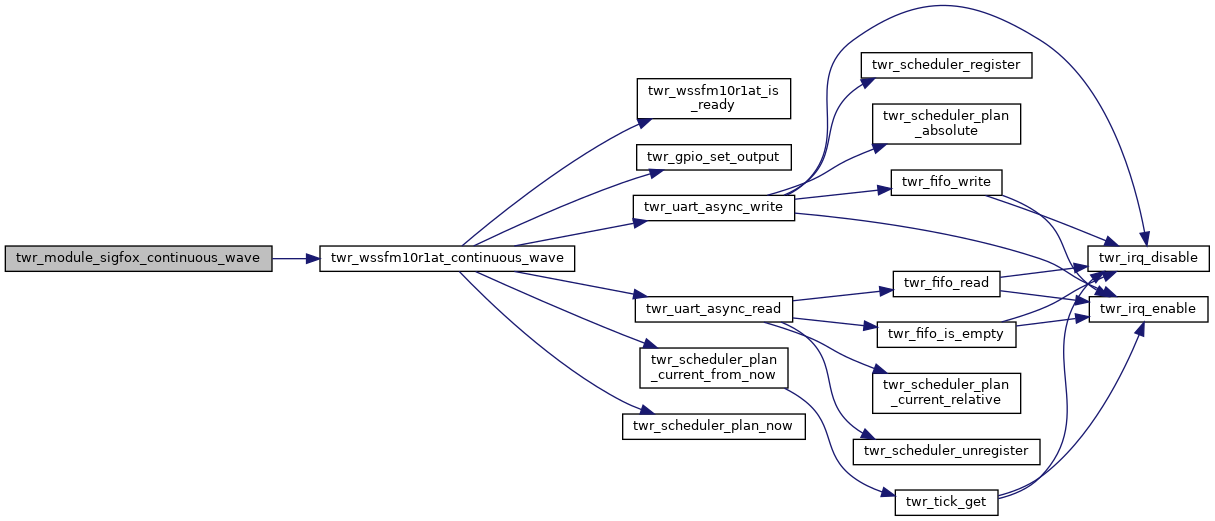 twr_module_sigfox_continuous_wave
twr_wssfm10r1at_continuous_wave
twr_wssfm10r1at_is
_ready
twr_gpio_set_output
twr_uart_async_write
twr_uart_async_read
twr_scheduler_plan
_current_from_now
twr_scheduler_plan_now
twr_scheduler_register
twr_scheduler_plan
_absolute
twr_fifo_write
twr_fifo_read
twr_fifo_is_empty
twr_scheduler_plan
_current_relative
twr_scheduler_unregister
twr_tick_get
twr_irq_disable
twr_irq_enable